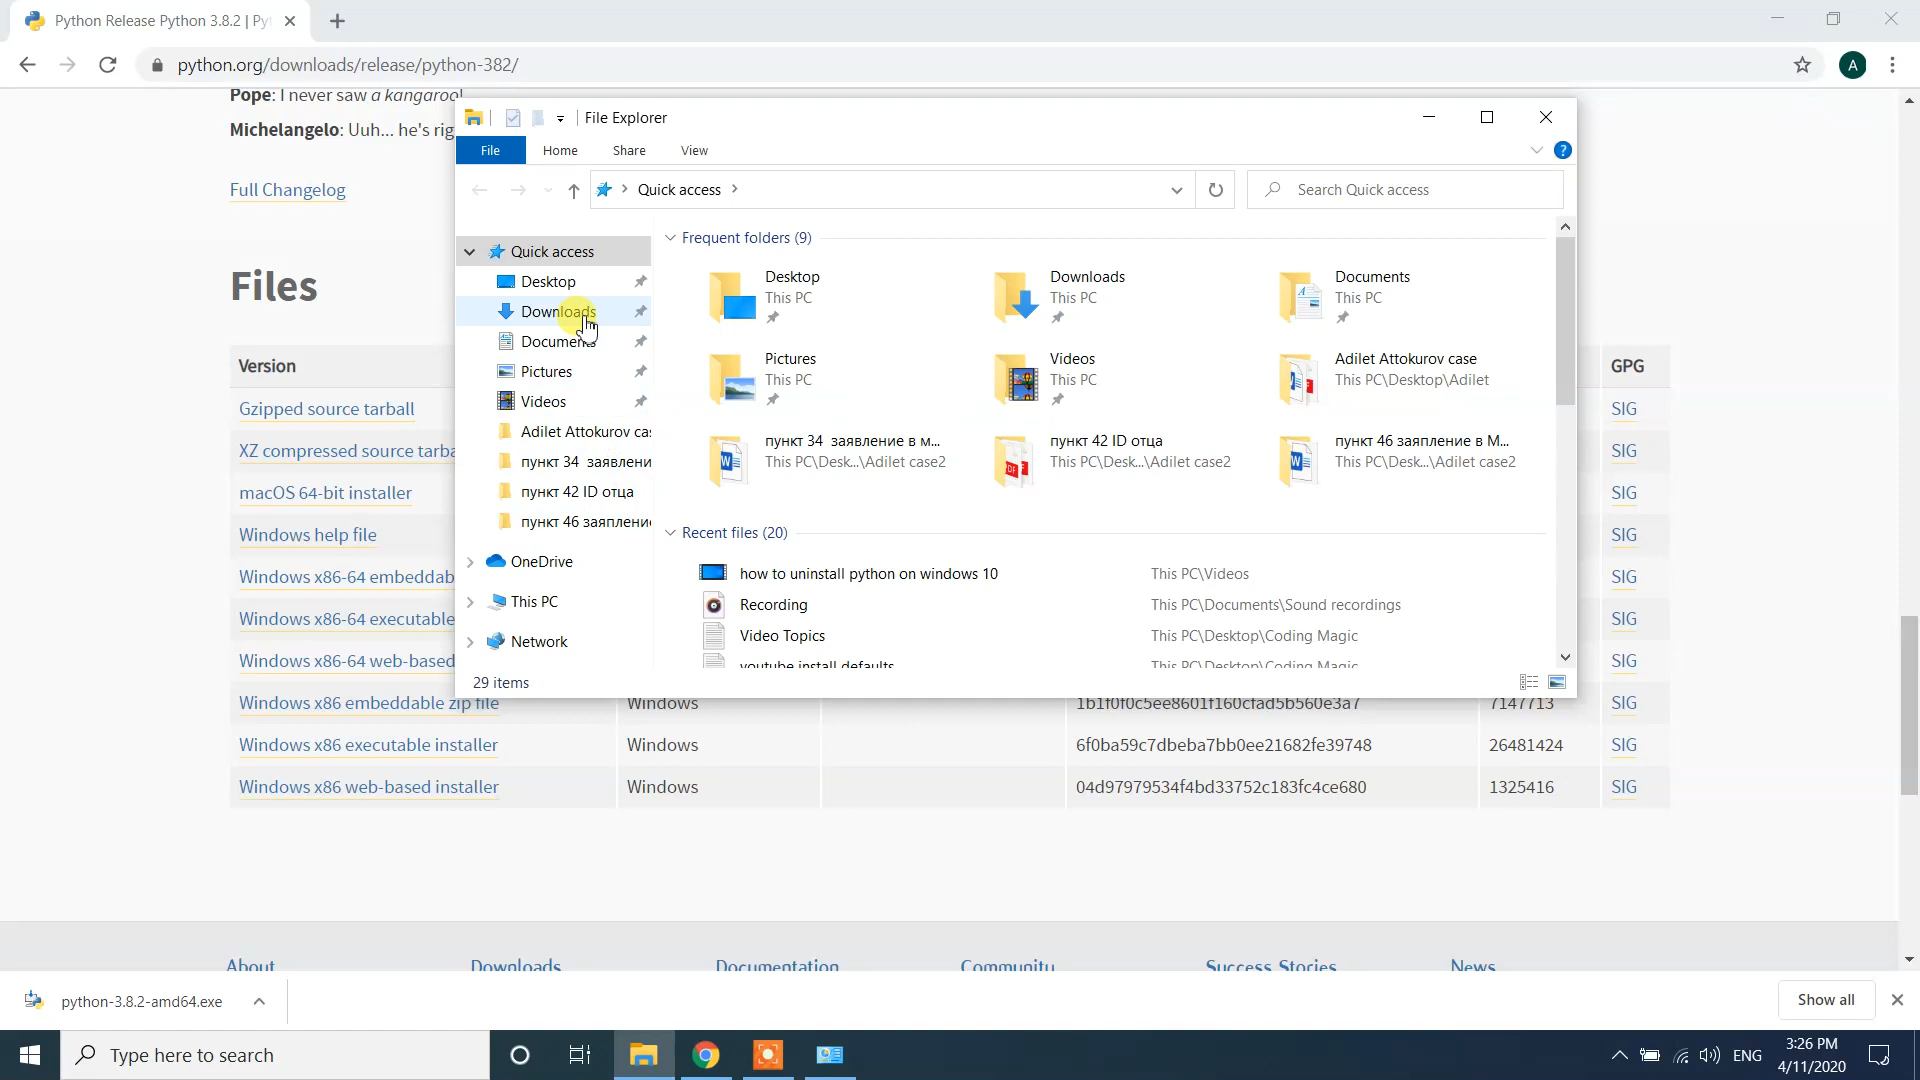 Python Release Python 3.8.2 | Py
python.org/downloads/release/python-382/
A
Pope: I never saw a kangaroo!
Michelangelo: Uuh... he's rig
Full Changelog
Files
Version
GPG
Gzipped source tarball
SIG
XZ compressed source tarba
SIG
macOS 64-bit installer
SIG
Windows help file
SIG
Windows x86-64 embeddab
SIG
Windows x86-64 executable
SIG
Windows x86-64 web-based
SIG
Windows x86 embeddable zip file
Windows
1b1f0f0c5ee8601f160cfad5b560e3a7
7147713
SIG
Windows x86 executable installer
Windows
6f0ba59c7dbeba7bb0ee21682fe39748
26481424
SIG
Windows x86 web-based installer
Windows
04d97979534f4bd33752c183fc4ce680
1325416
SIG
About
Downloads
Documentation
Community
Success Stories
News
File Explorer
File
Home
Share
View
?
Quick access
Search Quick access
Quick access
Desktop
Downloads
Documents
Pictures
Videos
Adilet Attokurov cas
пункт 34 заявлени
пункт 42 ID отца
пункт 46 заяплени
OneDrive
This PC
Network
Frequent folders (9)
Desktop
This PC
Downloads
This PC
Documents
This PC
Pictures
This PC
Videos
This PC
Adilet Attokurov case
This PC\Desktop\Adilet
пункт 34 заявление в м...
This PC\Desk...\Adilet case2
пункт 42 ID отца
This PC\Desk...\Adilet case2
пункт 46 заяпление в М...
This PC\Desk...\Adilet case2
Recent files (20)
how to uninstall python on windows 10
This PC\Videos
Recording
This PC\Documents\Sound recordings
Video Topics
This PC\Desktop\Coding Magic
youtube install defaults
This PC\Desktop\Coding Magic
29 items
python-3.8.2-amd64.exe
Show all
Type here to search
ENG
3:26 PM
4/11/2020